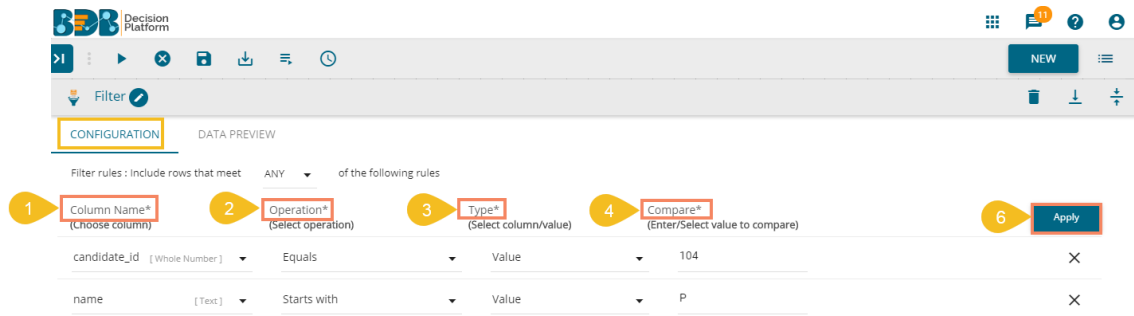 BDB Decision Platform
11
NEW
Filter
CONFIGURATION DATA PREVIEW
Filter rules : Include rows that meet ANY of the following rules
1 Column Name* 2 Operation* 3 Type* 4 Compare* 6 Apply
(Choose column) (Select operation) (Select column/value) (Enter/Select value to compare)
candidate_id [ Whole Number ] Equals Value 104
name [ Text ] Starts with Value P